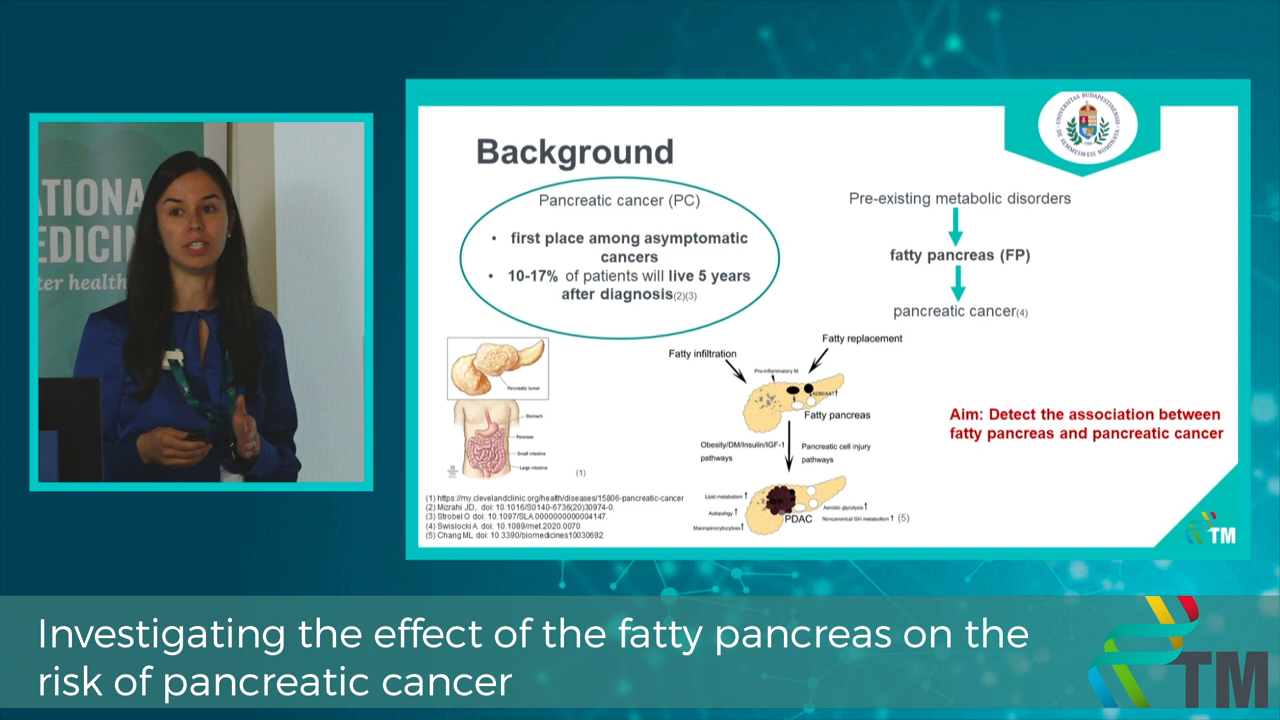 ATIONA
EDICIN
ter health
Background
Pancreatic cancer (PC)
• first place among asymptomatic
cancers
• 10-17% of patients will live 5 years
after diagnosis(2)(3)
Pre-existing metabolic disorders
fatty pancreas (FP)
pancreatic cancer(4)
Pancreatic tumor
Stomach
Pancreas
Small intestine
Large intestine
(1)
Fatty infiltration
Fatty replacement
Pro-inflammatory M
Fatty pancreas
Obesity/DM/Insulin/IGF-1
pathways
Pancreatic cell injury
pathways
Lipid metabolism ↑
Autophagy ↑
Macropinocytosis ↑
PDAC
Aerobic glycolysis ↑
Noncanonical Gln metabolism ↑ (5)
Aim: Detect the association between
fatty pancreas and pancreatic cancer
(1) https://my.clevelandclinic.org/health/diseases/15806-pancreatic-cancer
(2) Mizrahi JD,. doi: 10.1016/S0140-6736(20)30974-0.
(3) Strobel O doi: 10.1097/SLA.0000000000004147.
(4) Swislocki A. doi: 10.1089/met.2020.0070
(5) Chang ML doi: 10.3390/biomedicines10030692.
TM
Investigating the effect of the fatty pancreas on the
risk of pancreatic cancer
TM